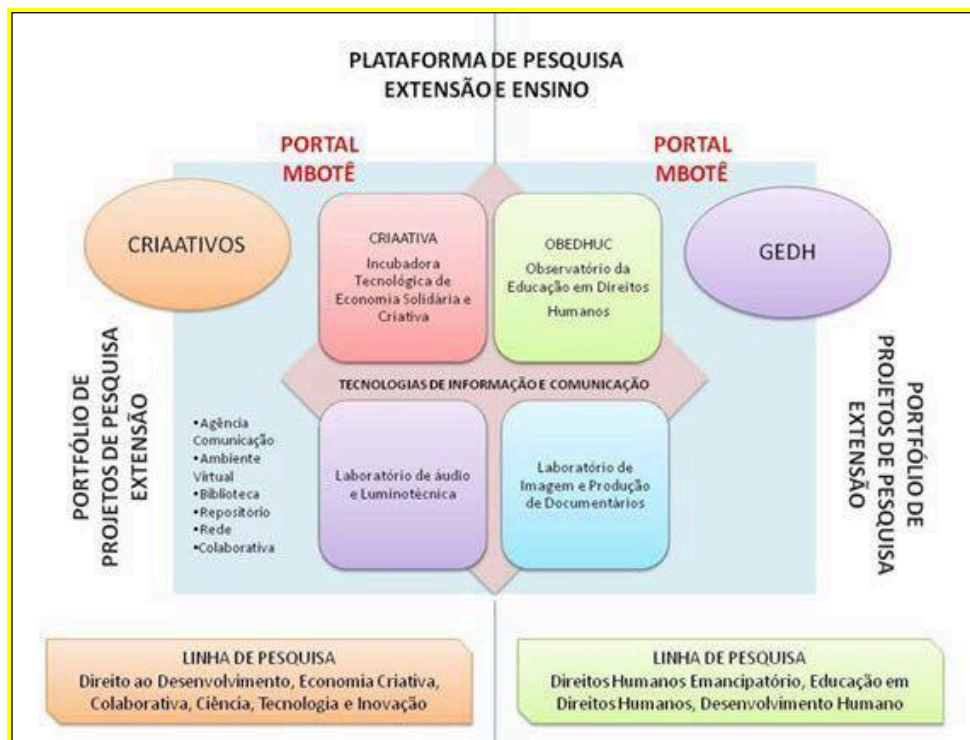 PLATAFORMA DE PESQUISA
EXTENSÃO E ENSINO
PORTAL
MBOTÊ
PORTAL
MBOTÊ
CRIAATIVOS
CRIAATIVA
Incubadora
Tecnológica de
Economia Solidária e
Criativa
OBEDHUC
Observatório da
Educação em Direitos
Humanos
GEDH
PORTFÓLIO DE
PROJETOS DE PESQUISA
EXTENSÃO
TECNOLOGIAS DE INFORMAÇÃO E COMUNICAÇÃO
PORTFÓLIO DE
PROJETOS DE PESQUISA
EXTENSÃO
•Agência
Comunicação
•Ambiente
Virtual
•Biblioteca
•Repositório
•Rede
•Colaborativa
Laboratório de áudio
e Luminotècnica
Laboratório de
Imagem e Produção
de Documentários
LINHA DE PESQUISA
Direito ao Desenvolvimento, Economia Criativa,
Colaborativa, Ciência, Tecnologia e Inovação
LINHA DE PESQUISA
Direitos Humanos Emancipatório, Educação em
Direitos Humanos, Desenvolvimento Humano